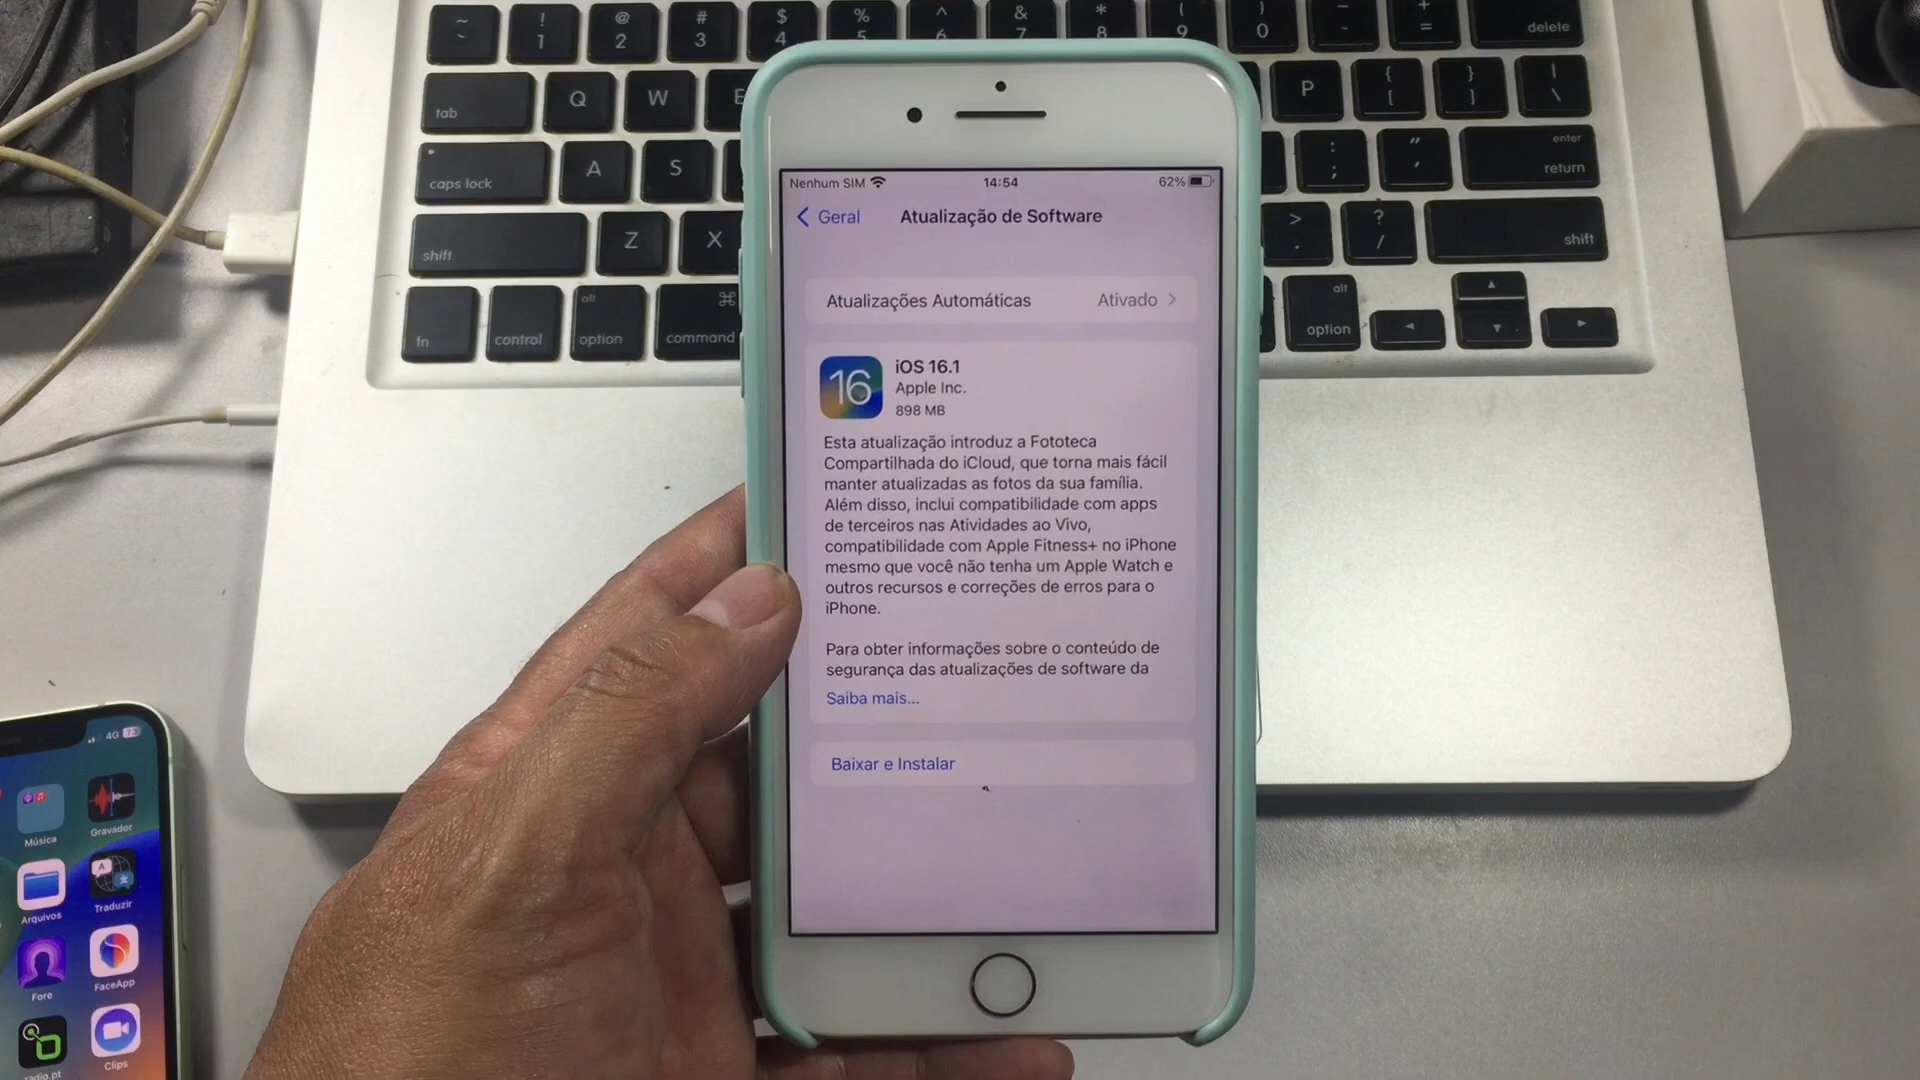 ~
`
!
1
@
2
#
3
$
4
%
5
^
6
&
7
*
8
(
9
)
0
-
+
=
delete
tab
Q
W
E
P
{
[
}
]
|
\
caps lock
A
S
:
;
"
'
enter
return
shift
Z
X
>
.
?
/
shift
fn
control
alt
option
⌘
command
alt
option
Nenhum SIM
14:54
62%
Geral
Atualização de Software
Atualizações Automáticas
Ativado
16
iOS 16.1
Apple Inc.
898 MB
Esta atualização introduz a Fototeca
Compartilhada do iCloud, que torna mais fácil
manter atualizadas as fotos da sua família.
Além disso, inclui compatibilidade com apps
de terceiros nas Atividades ao Vivo,
compatibilidade com Apple Fitness+ no iPhone
mesmo que você não tenha um Apple Watch e
outros recursos e correções de erros para o
iPhone.
Para obter informações sobre o conteúdo de
segurança das atualizações de software da
Saiba mais...
Baixar e Instalar
4G 73
Música
Gravador
Arquivos
Traduzir
Fore
FaceApp
radio.pt
Clips